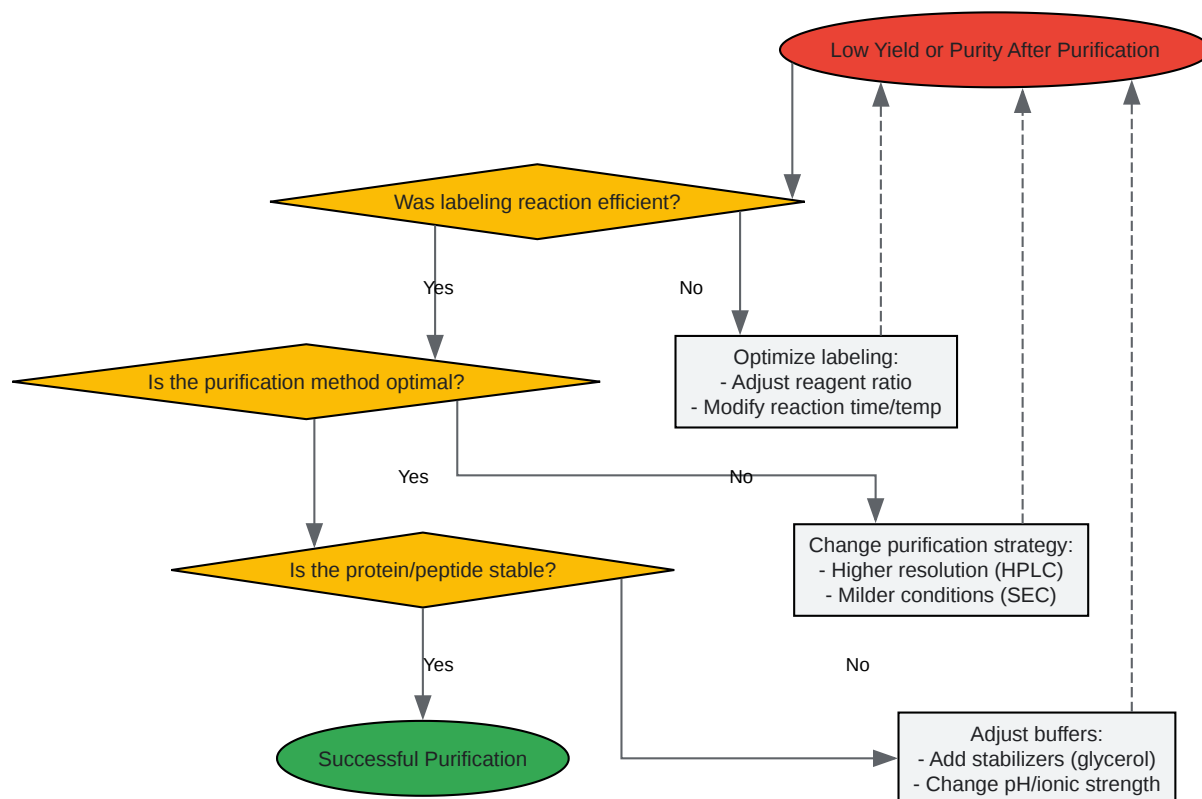 Low Yield or Purity After Purification
Was labeling reaction efficient?
Yes
No
Optimize labeling:
- Adjust reagent ratio
- Modify reaction time/temp
Is the purification method optimal?
Yes
No
Change purification strategy:
- Higher resolution (HPLC)
- Milder conditions (SEC)
Is the protein/peptide stable?
Yes
No
Successful Purification
Adjust buffers:
- Add stabilizers (glycerol)
- Change pH/ionic strength